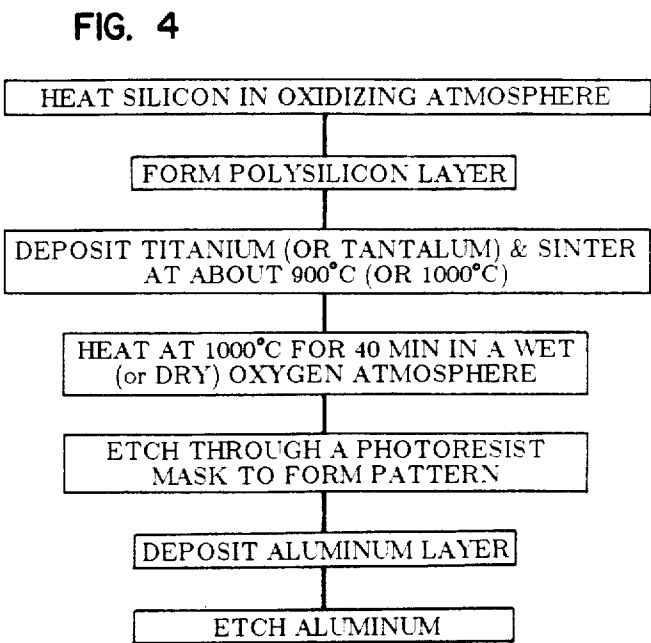 FIG. 4
HEAT SILICON IN OXIDIZING ATMOSPHERE
FORM POLYSILICON LAYER
DEPOSIT TITANIUM (OR TANTALUM) & SINTER
AT ABOUT 900°C (OR 1000°C)
HEAT AT 1000°C FOR 40 MIN IN A WET
(or DRY) OXYGEN ATMOSPHERE
ETCH THROUGH A PHOTORESIST
MASK TO FORM PATTERN
DEPOSIT ALUMINUM LAYER
ETCH ALUMINUM